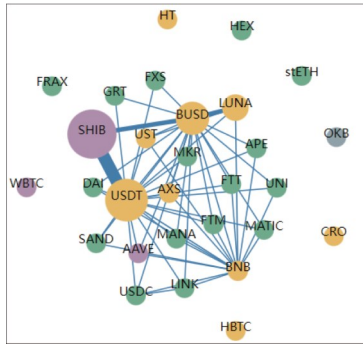 HT
HEX
stETH
FRAX
GRT
FXS
LUNA
BUSD
SHIB
UST
APE
OKB
MKR
WBTC
DAI
USDT
AXS
FTT
UNI
FTM
MATIC
SAND
MANA
AAVE
CRO
BNB
USDC
LINK
HBTC